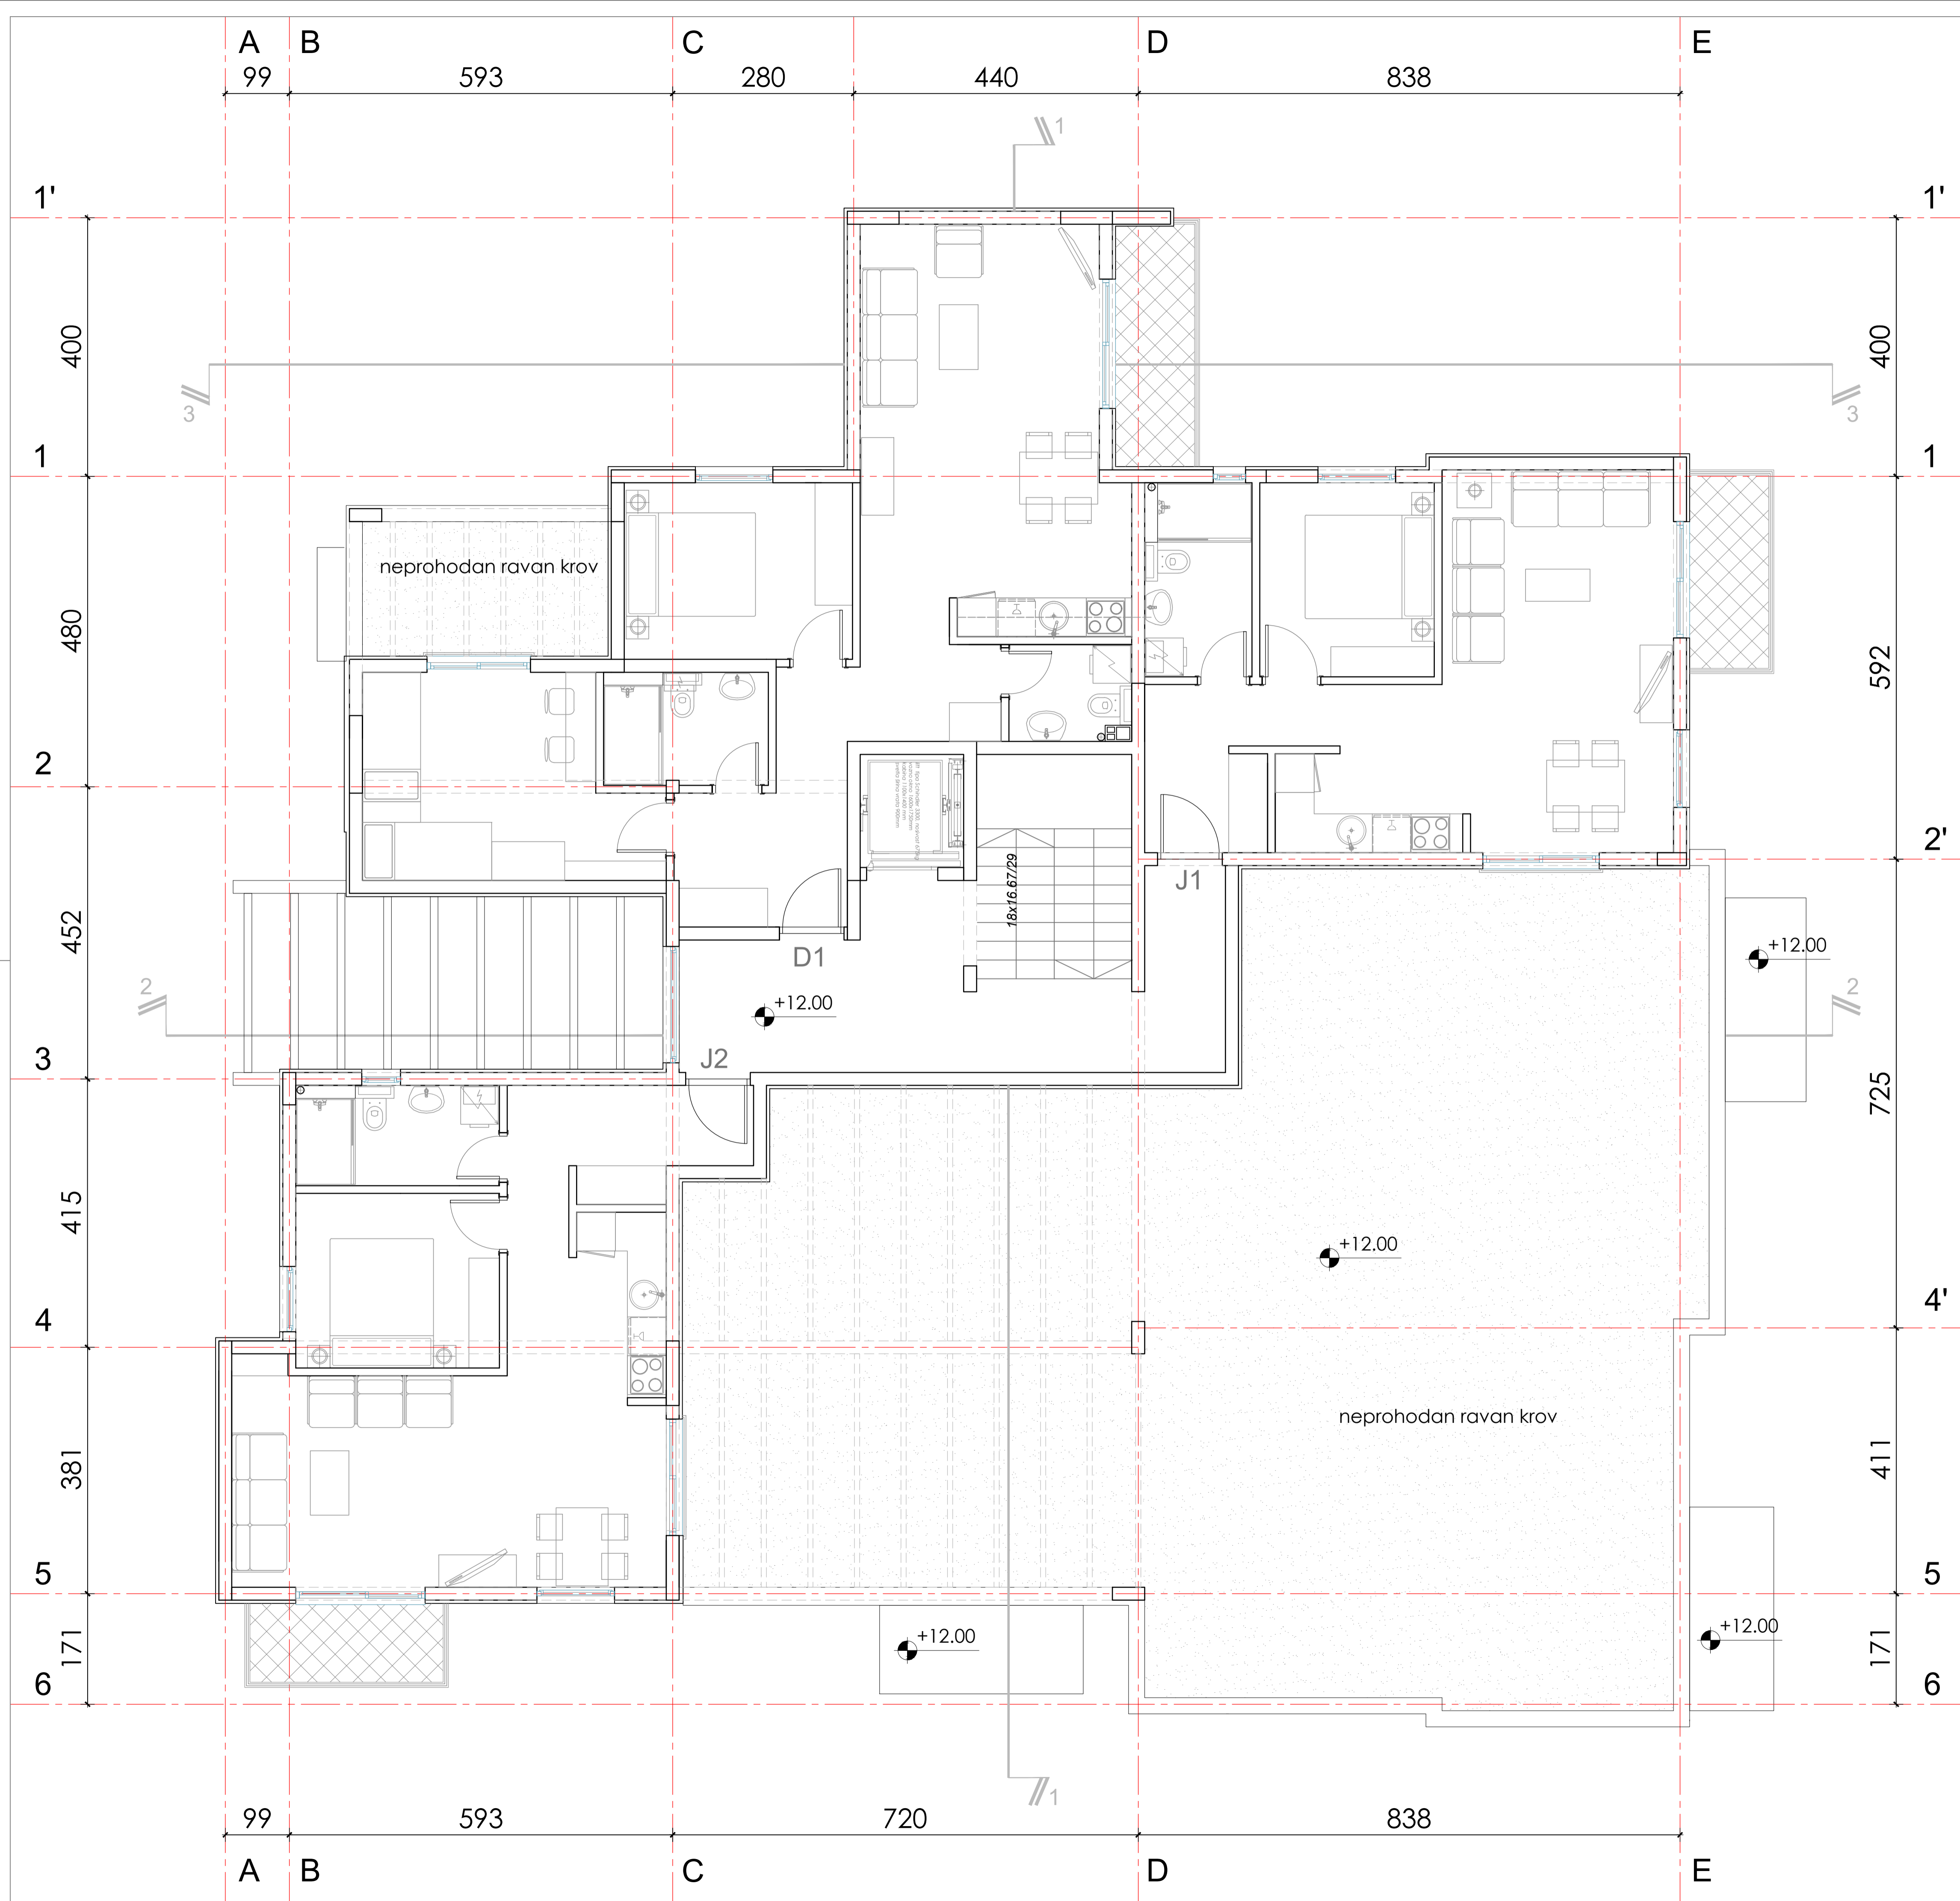 A B C D E
99 593 280 440 838
1
1' 1'
400 400
3 3
1 1
neprohodan ravan krov
480 592
2 2'
18x16.67/29
J1
452
D1
+12.00
+12.00
2 2
3
J2
725
415
+12.00
4 4'
neprohodan ravan krov
381 411
5 5
171 +12.00 +12.00 171
6 6
1
99 593 720 838
A B C D E